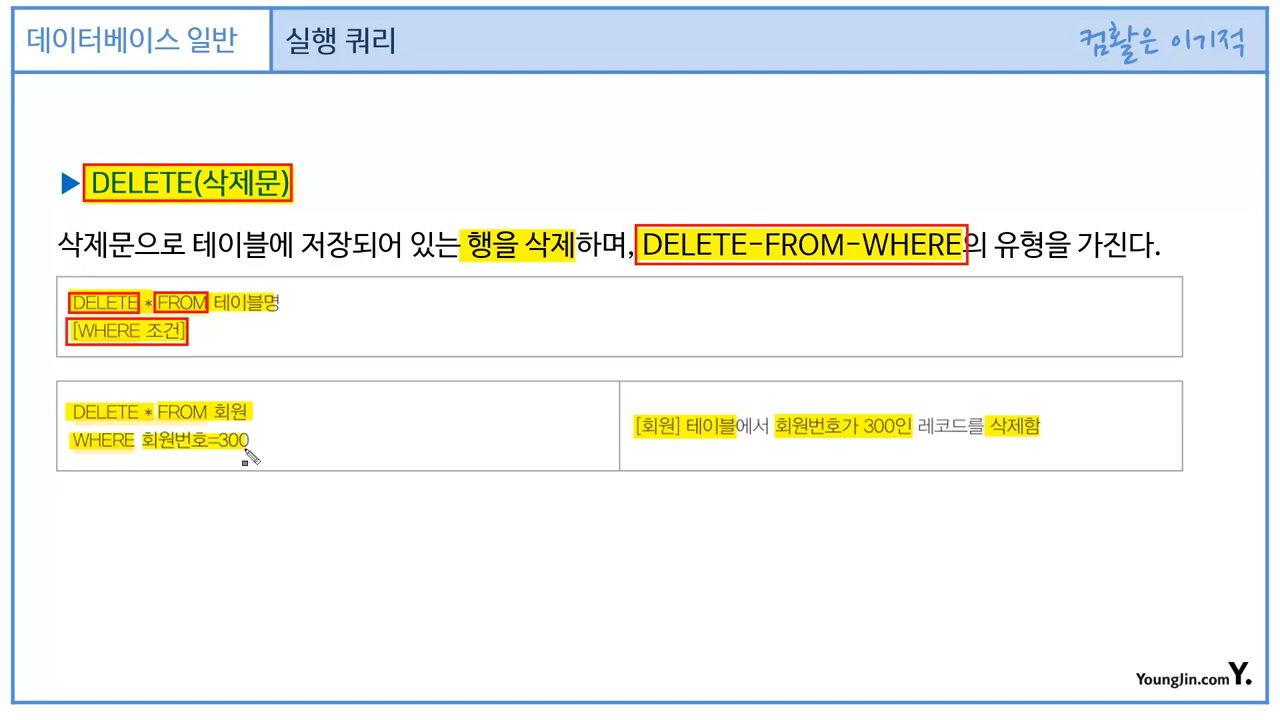 데이터베이스 일반
실행 쿼리
컴활은 이기적
▶ DELETE(삭제문)
삭제문으로 테이블에 저장되어 있는 행을 삭제하며, DELETE-FROM-WHERE의 유형을 가진다.
DELETE * FROM 테이블명
[WHERE 조건]
DELETE * FROM 회원
WHERE 회원번호=300
[회원] 테이블에서 회원번호가 300인 레코드를 삭제함
YoungJin.com Y.